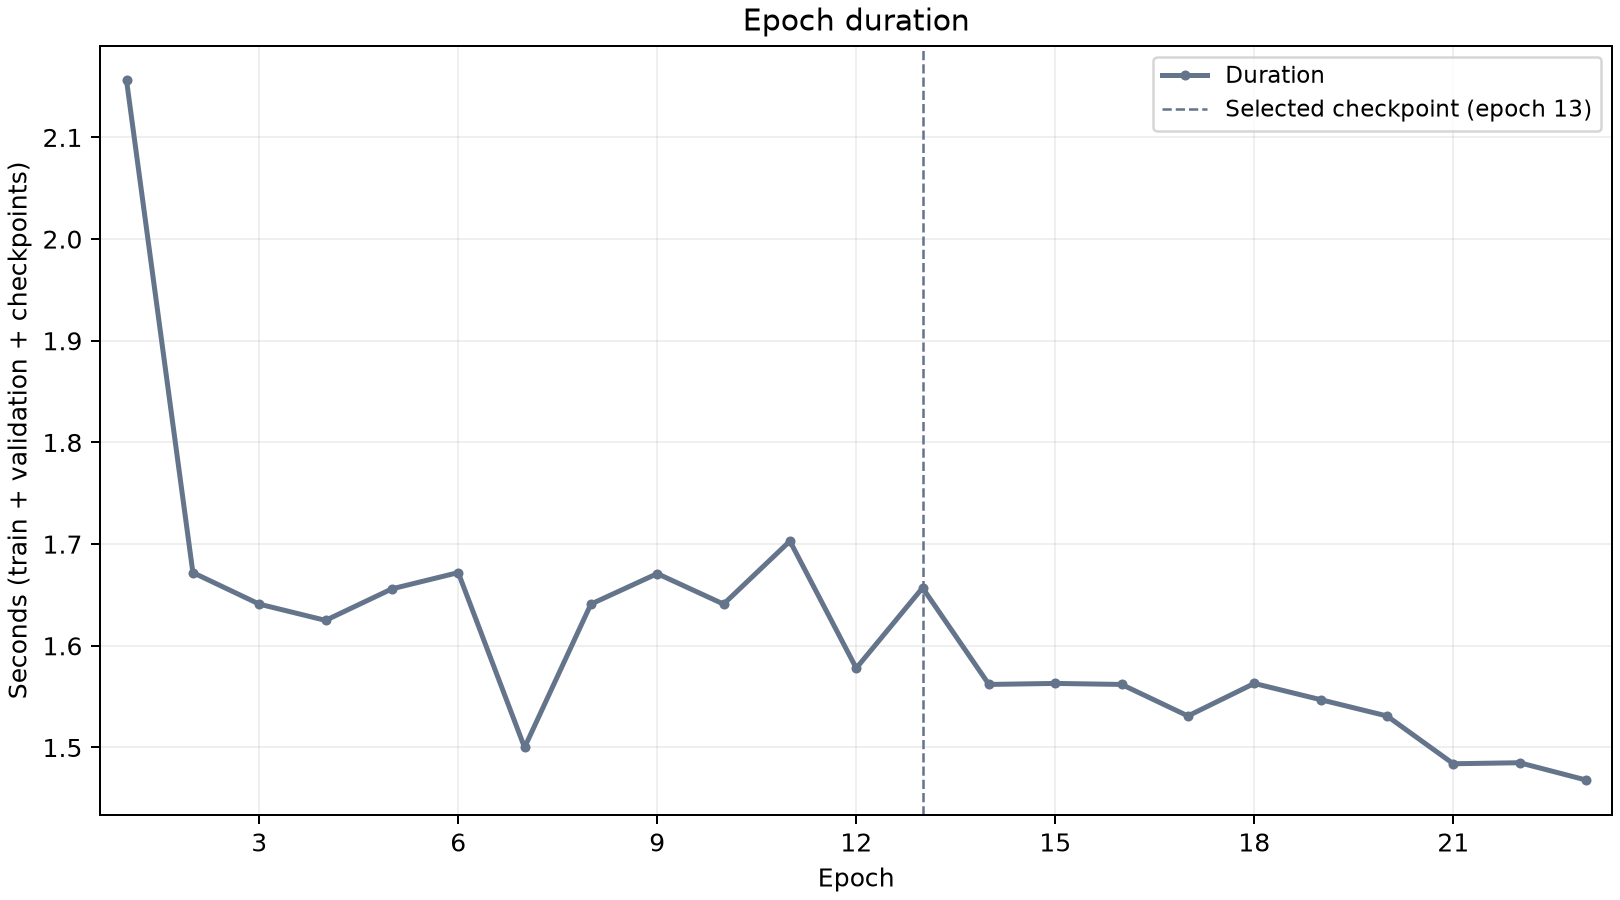 Epoch duration
Duration
Selected checkpoint (epoch 13)
Seconds (train + validation + checkpoints)
2.1
2.0
1.9
1.8
1.7
1.6
1.5
3 6 9 12 15 18 21
Epoch